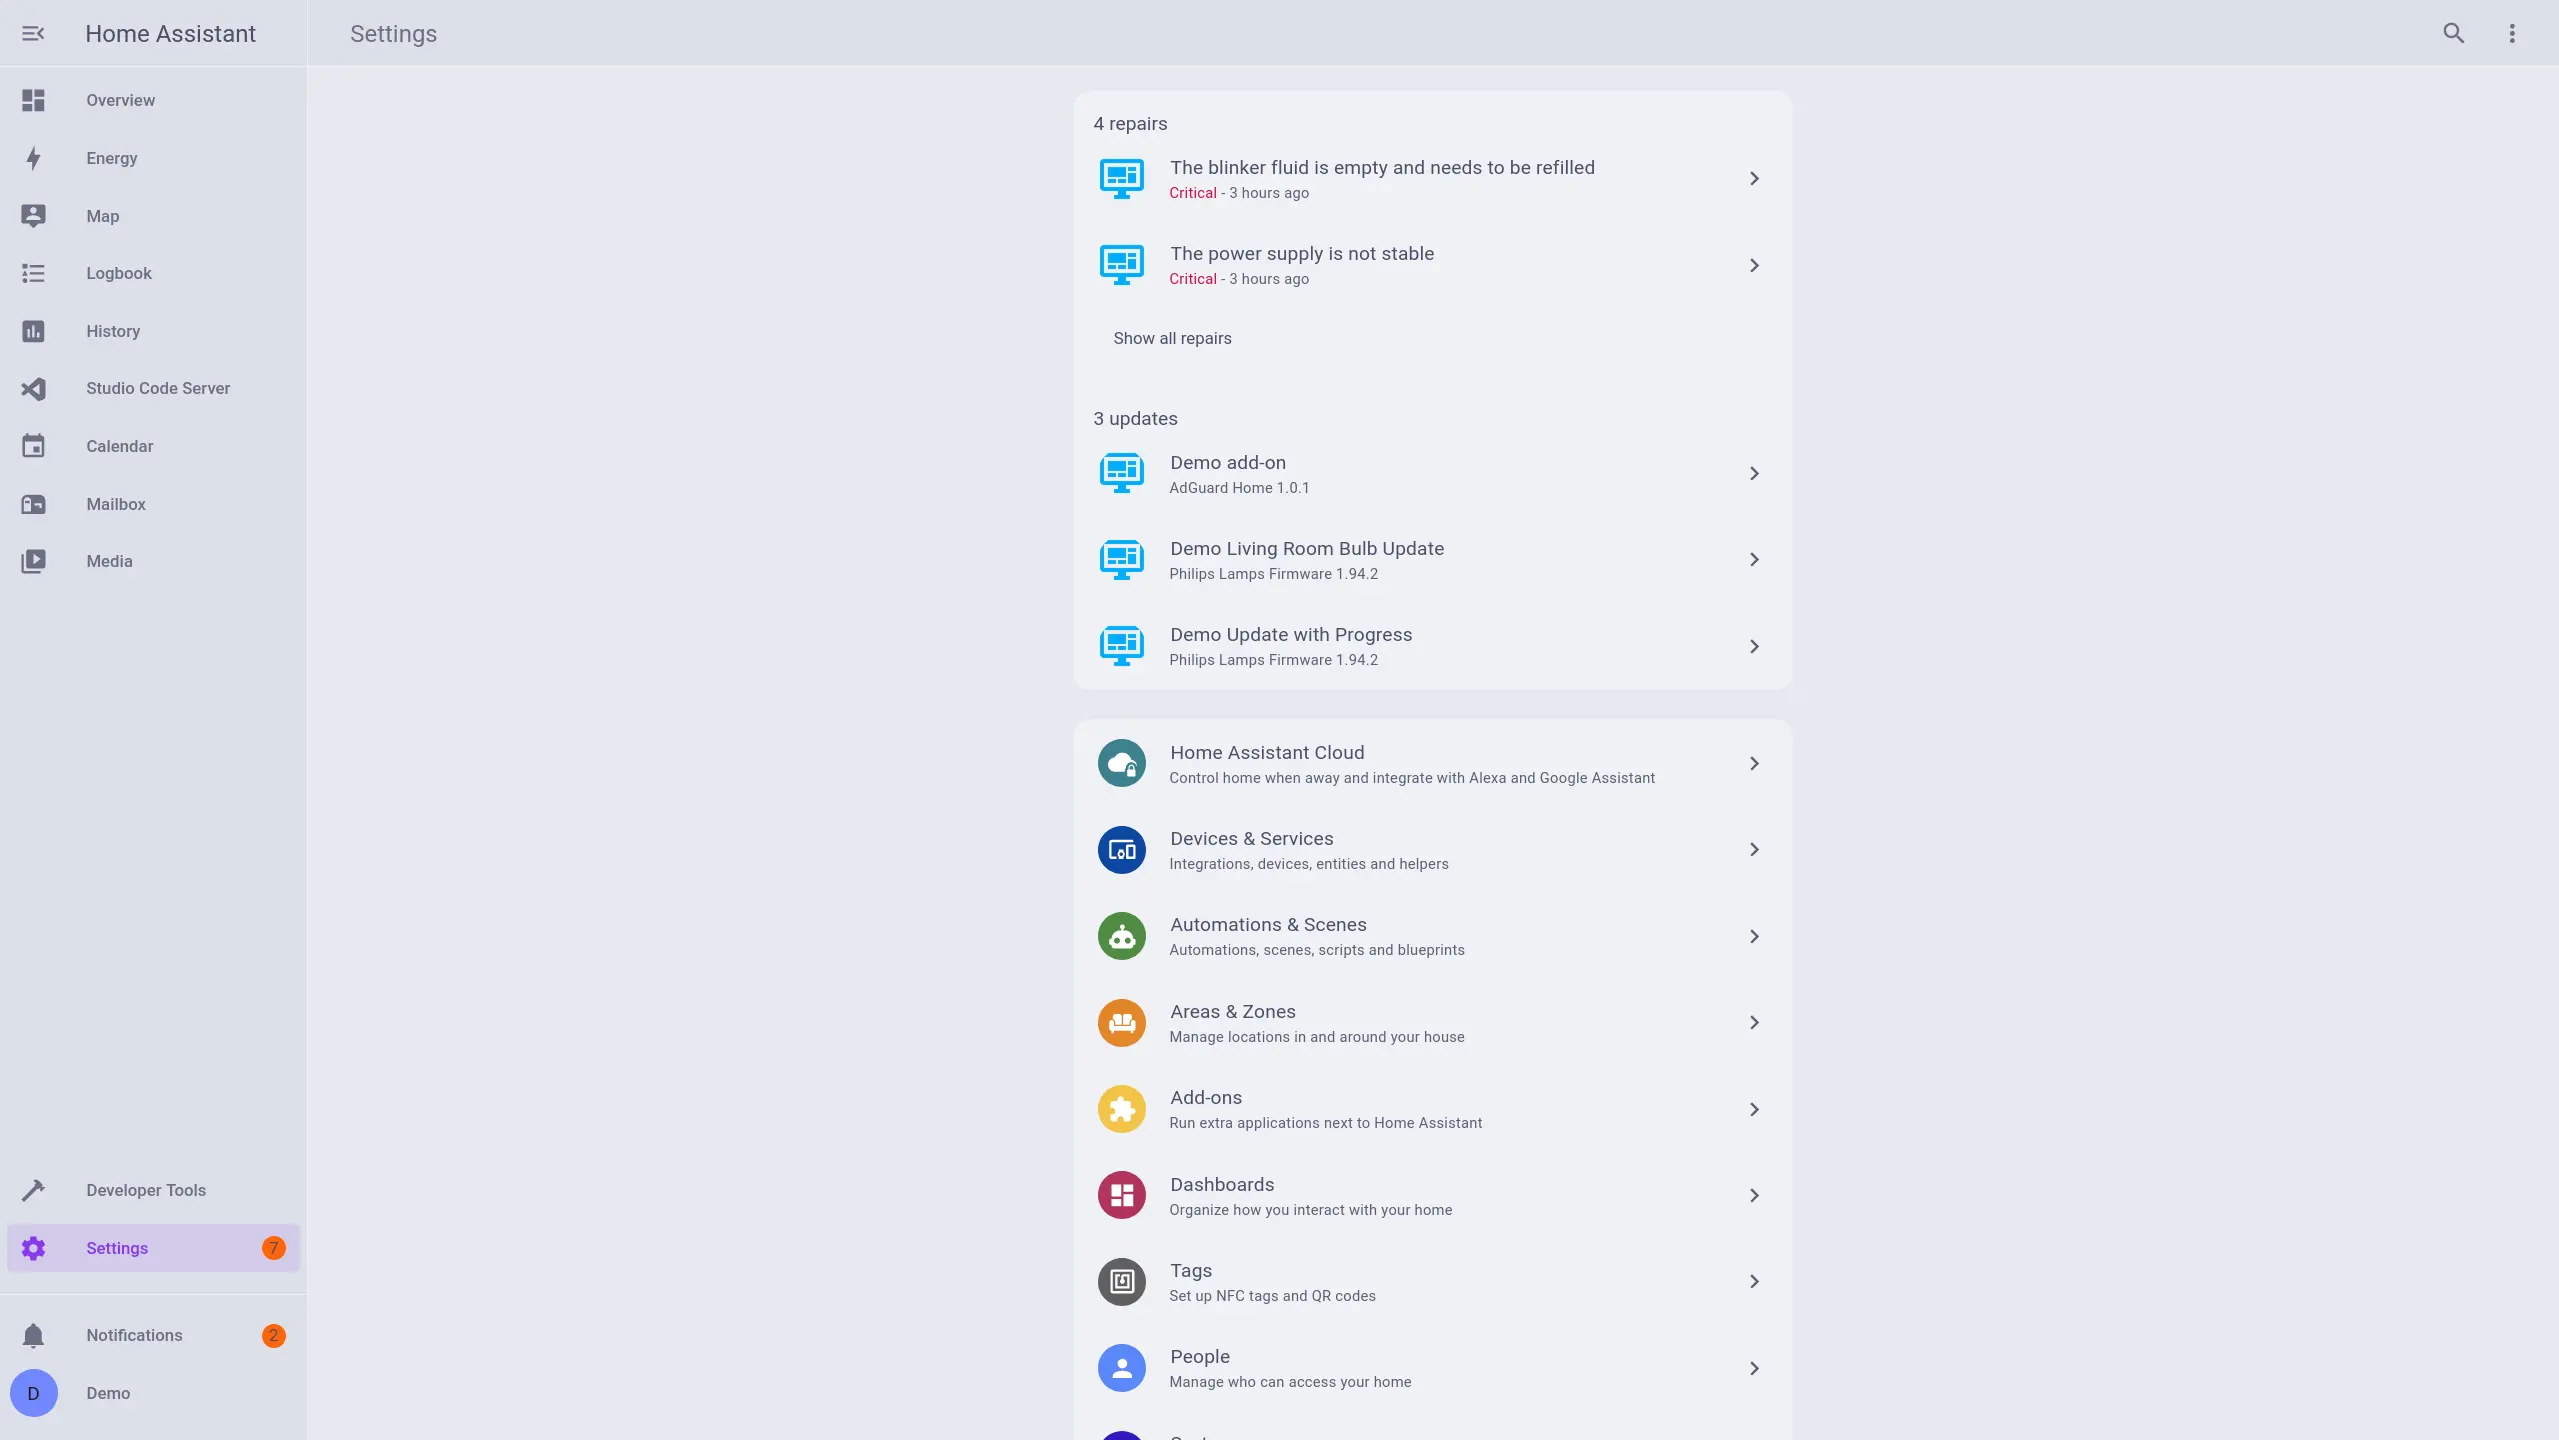 Home Assistant
Settings
Overview
Energy
Map
Logbook
History
Studio Code Server
Calendar
Mailbox
Media
Developer Tools
Settings
7
Notifications
2
D
Demo
4 repairs
The blinker fluid is empty and needs to be refilled
Critical - 3 hours ago
The power supply is not stable
Critical - 3 hours ago
Show all repairs
3 updates
Demo add-on
AdGuard Home 1.0.1
Demo Living Room Bulb Update
Philips Lamps Firmware 1.94.2
Demo Update with Progress
Philips Lamps Firmware 1.94.2
Home Assistant Cloud
Control home when away and integrate with Alexa and Google Assistant
Devices & Services
Integrations, devices, entities and helpers
Automations & Scenes
Automations, scenes, scripts and blueprints
Areas & Zones
Manage locations in and around your house
Add-ons
Run extra applications next to Home Assistant
Dashboards
Organize how you interact with your home
Tags
Set up NFC tags and QR codes
People
Manage who can access your home